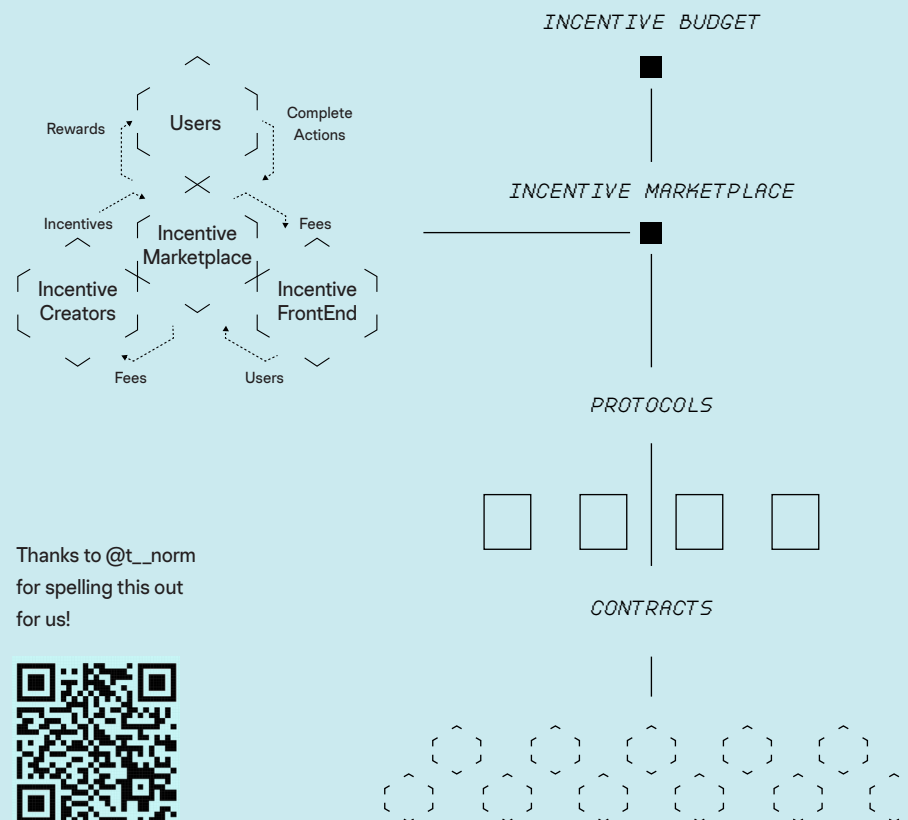 INCENTIVE BUDGET
Users
Rewards
Complete
Actions
INCENTIVE MARKETPLACE
Incentives
Incentive
Marketplace
Fees
Incentive
Creators
Incentive
FrontEnd
Fees
Users
PROTOCOLS
Thanks to @t__norm
for spelling this out
for us!
CONTRACTS